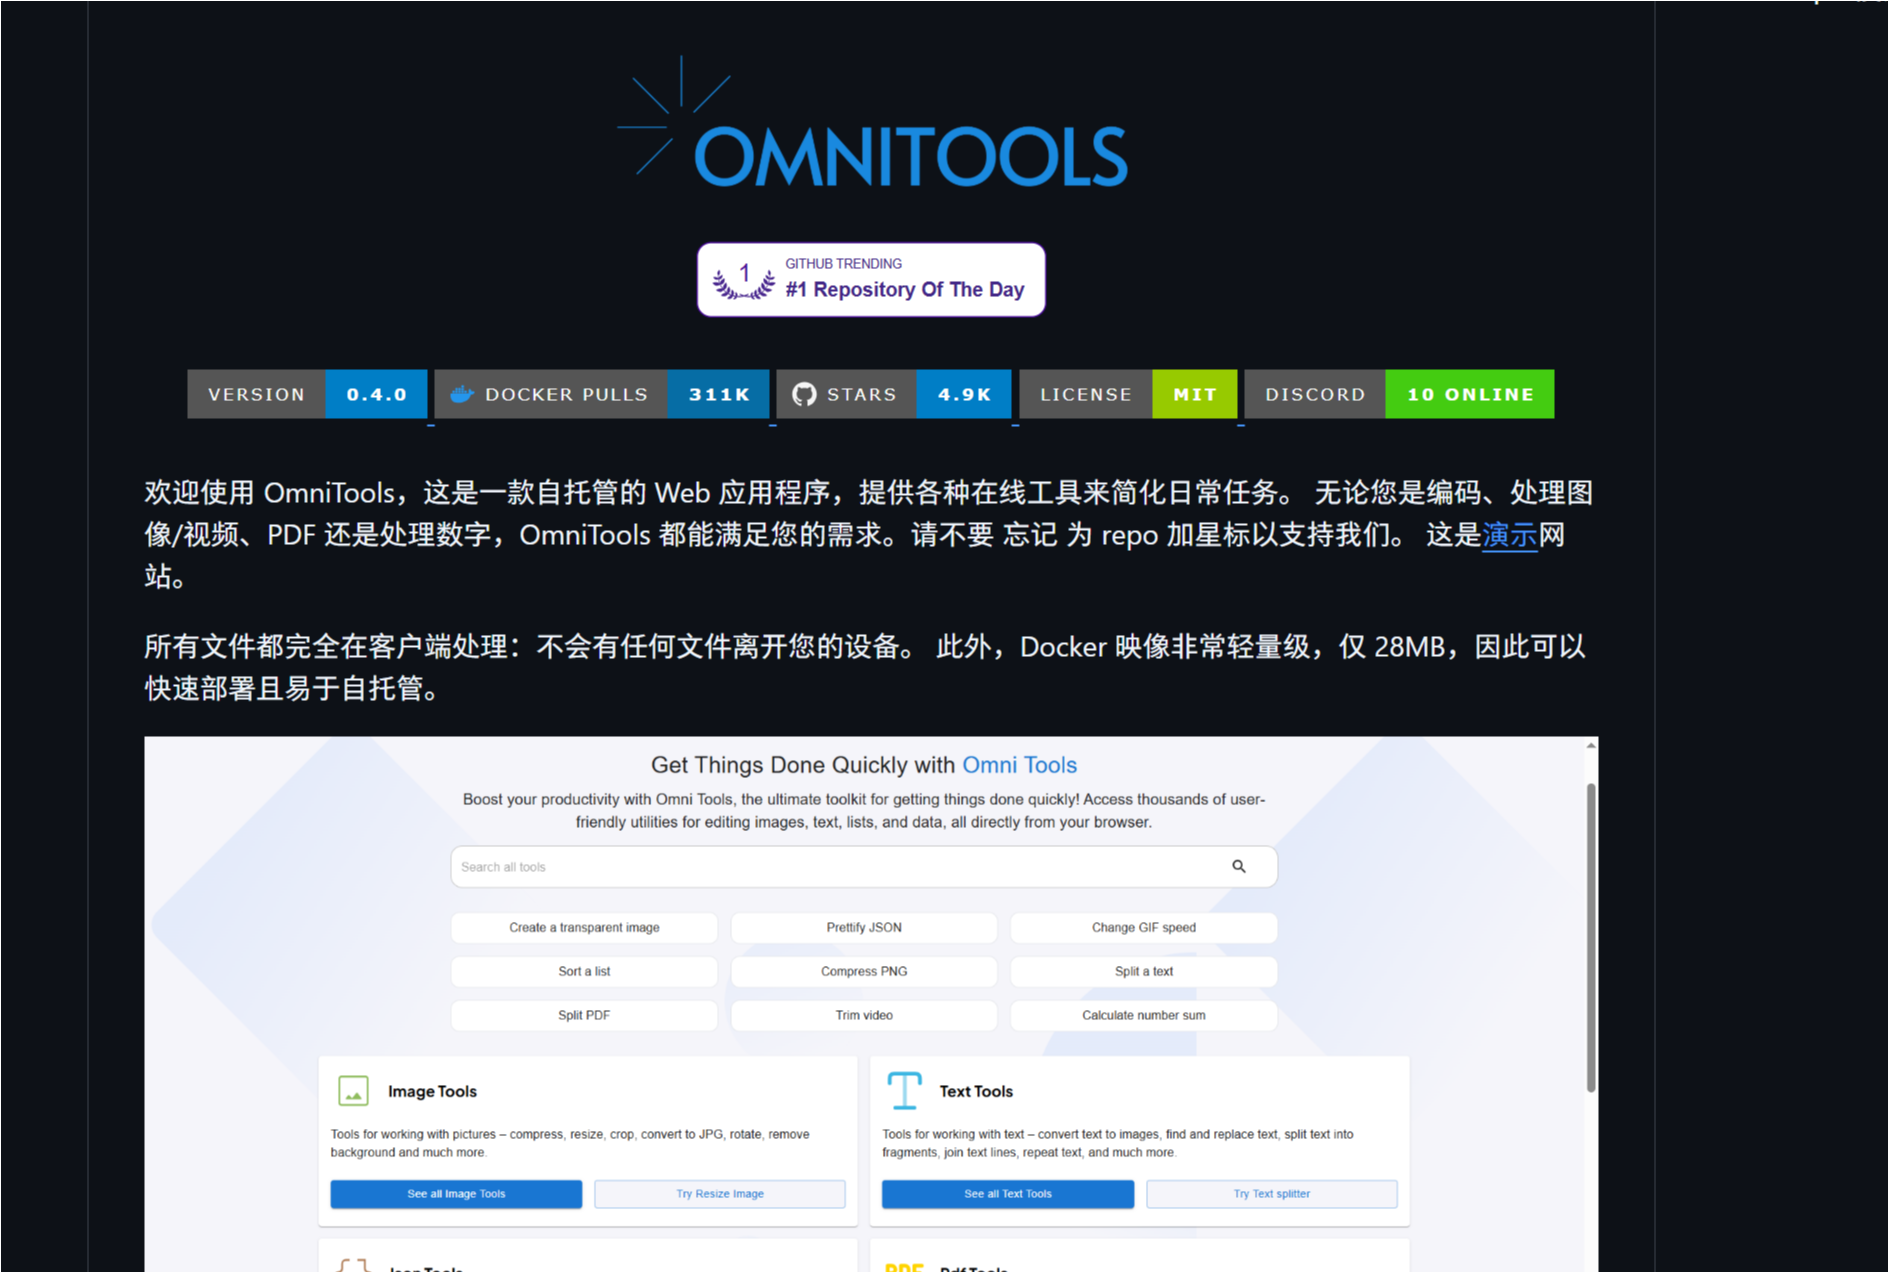 OMNITOOLS
1
GITHUB TRENDING
#1 Repository Of The Day
VERSION 0.4.0 DOCKER PULLS 311K STARS 4.9K LICENSE MIT DISCORD 10 ONLINE
欢迎使用 OmniTools，这是一款自托管的 Web 应用程序，提供各种在线工具来简化日常任务。 无论您是编码、处理图
像/视频、PDF 还是处理数字，OmniTools 都能满足您的需求。请不要 忘记 为 repo 加星标以支持我们。 这是演示网
站。
所有文件都完全在客户端处理：不会有任何文件离开您的设备。 此外，Docker 映像非常轻量级，仅 28MB，因此可以
快速部署且易于自托管。
Get Things Done Quickly with Omni Tools
Boost your productivity with Omni Tools, the ultimate toolkit for getting things done quickly! Access thousands of user-
friendly utilities for editing images, text, lists, and data, all directly from your browser.
Search all tools
Create a transparent image Prettify JSON Change GIF speed
Sort a list Compress PNG Split a text
Split PDF Trim video Calculate number sum
Image Tools
Tools for working with pictures – compress, resize, crop, convert to JPG, rotate, remove
background and much more.
See all Image Tools Try Resize Image
Text Tools
Tools for working with text – convert text to images, find and replace text, split text into
fragments, join text lines, repeat text, and much more.
See all Text Tools Try Text splitter
Json Tools
PDF Pdf Tools